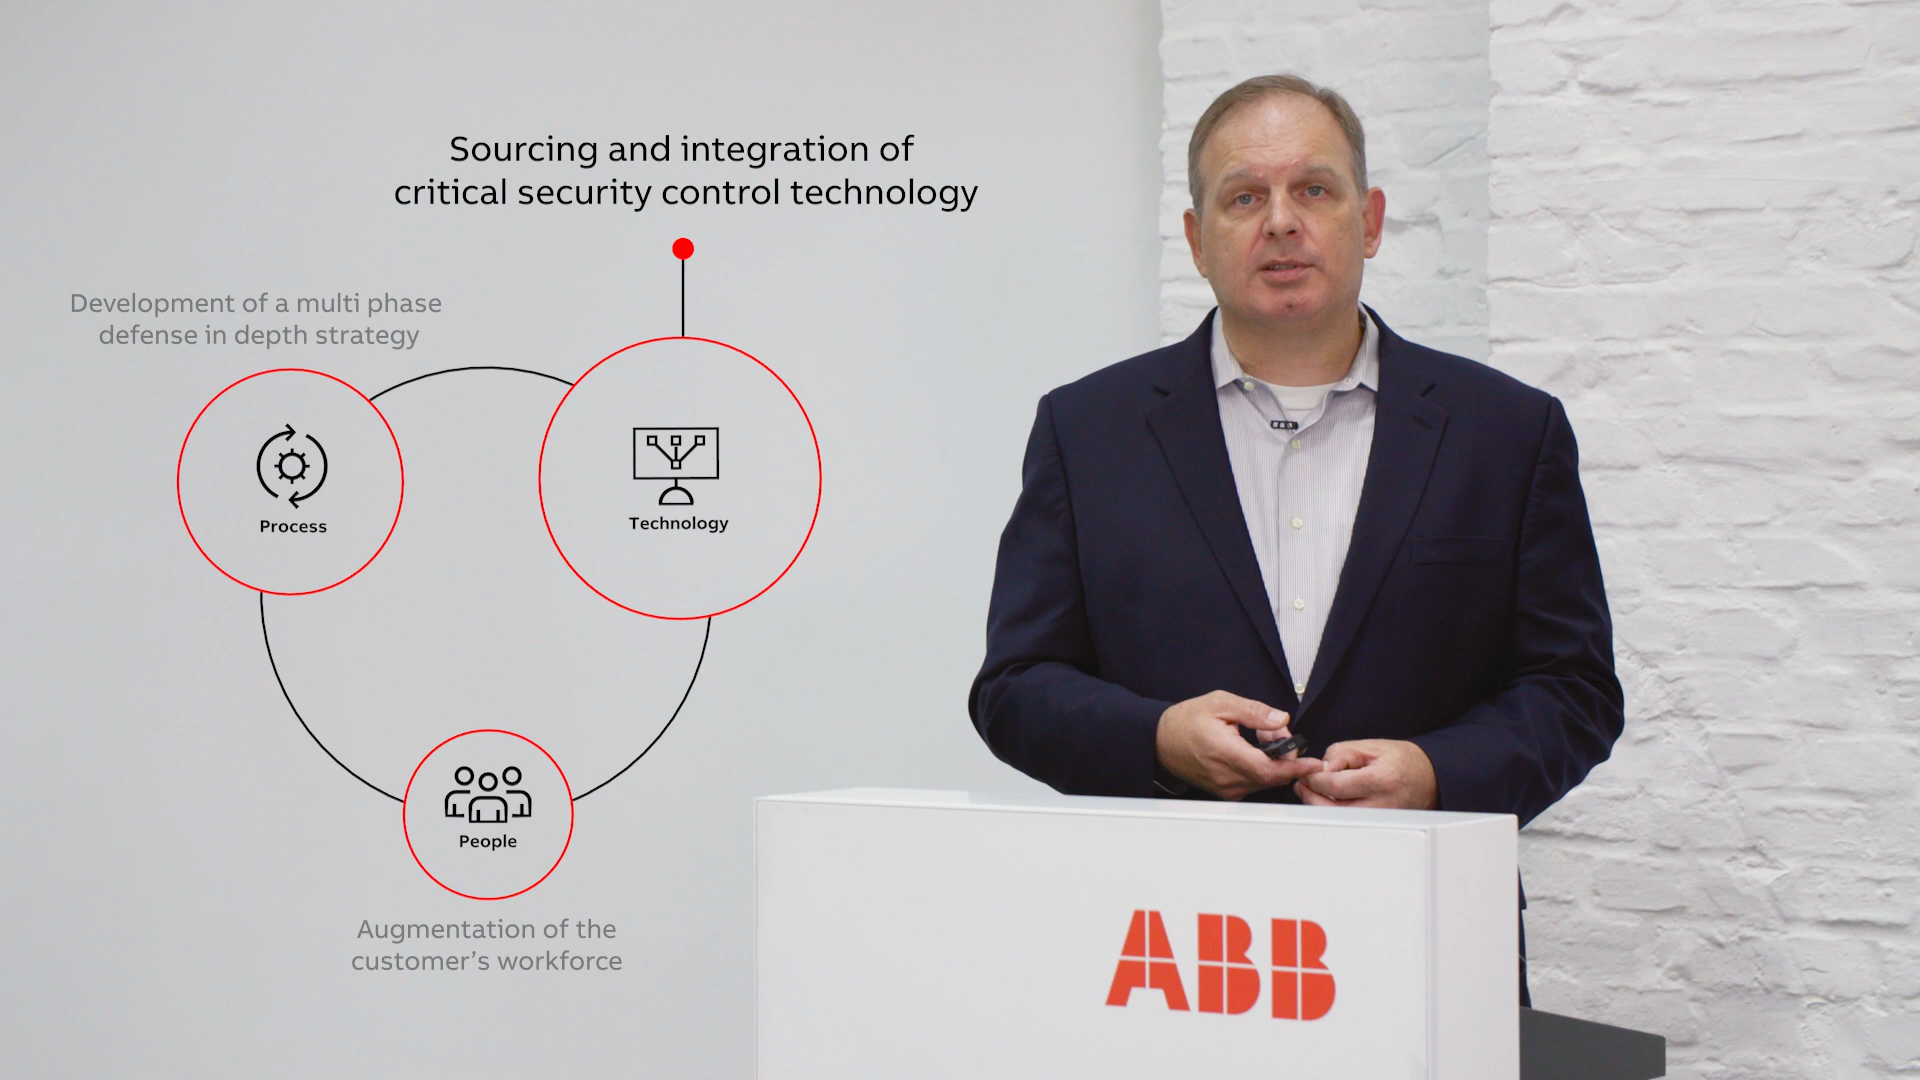 Sourcing and integration of
critical security control technology
Development of a multi phase
defense in depth strategy
Process
Technology
People
Augmentation of the
customer's workforce
ABB